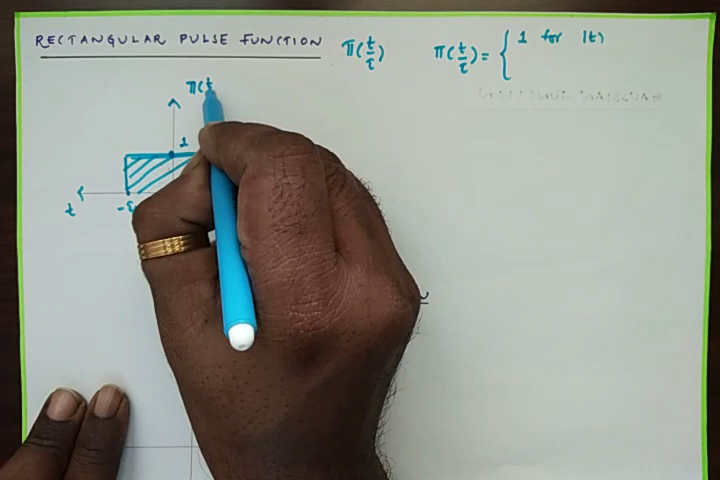 RECTANGULAR PULSE FUNCTION π(t/τ) π(t/τ) = { 1 for |t|
π(t
1
t